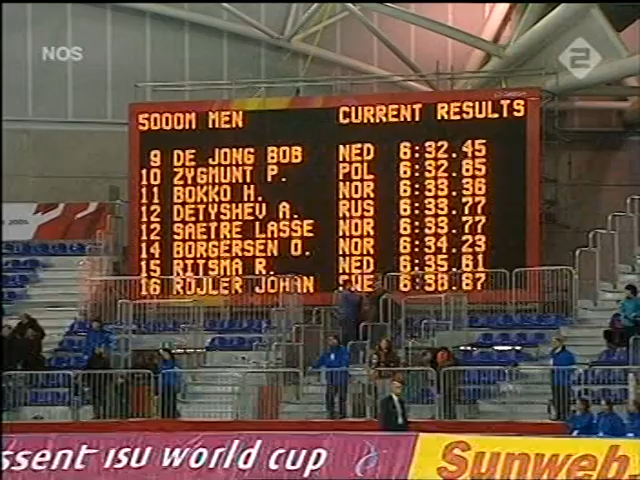 NOS
2
5000M MEN CURRENT RESULTS
9 DE JONG BOB NED 6:32.45
10 ZYGMUNT P. POL 6:32.85
11 BOKKO H. NOR 6:33.36
12 DETYSHEV A. RUS 6:33.77
12 SAETRE LASSE NOR 6:33.77
14 BORGERSEN O. NOR 6:34.23
15 RITSMA R. NED 6:35.61
16 ROJLER JOHAN SWE 6:38.87
ssent ISU world cup
Sunweb.